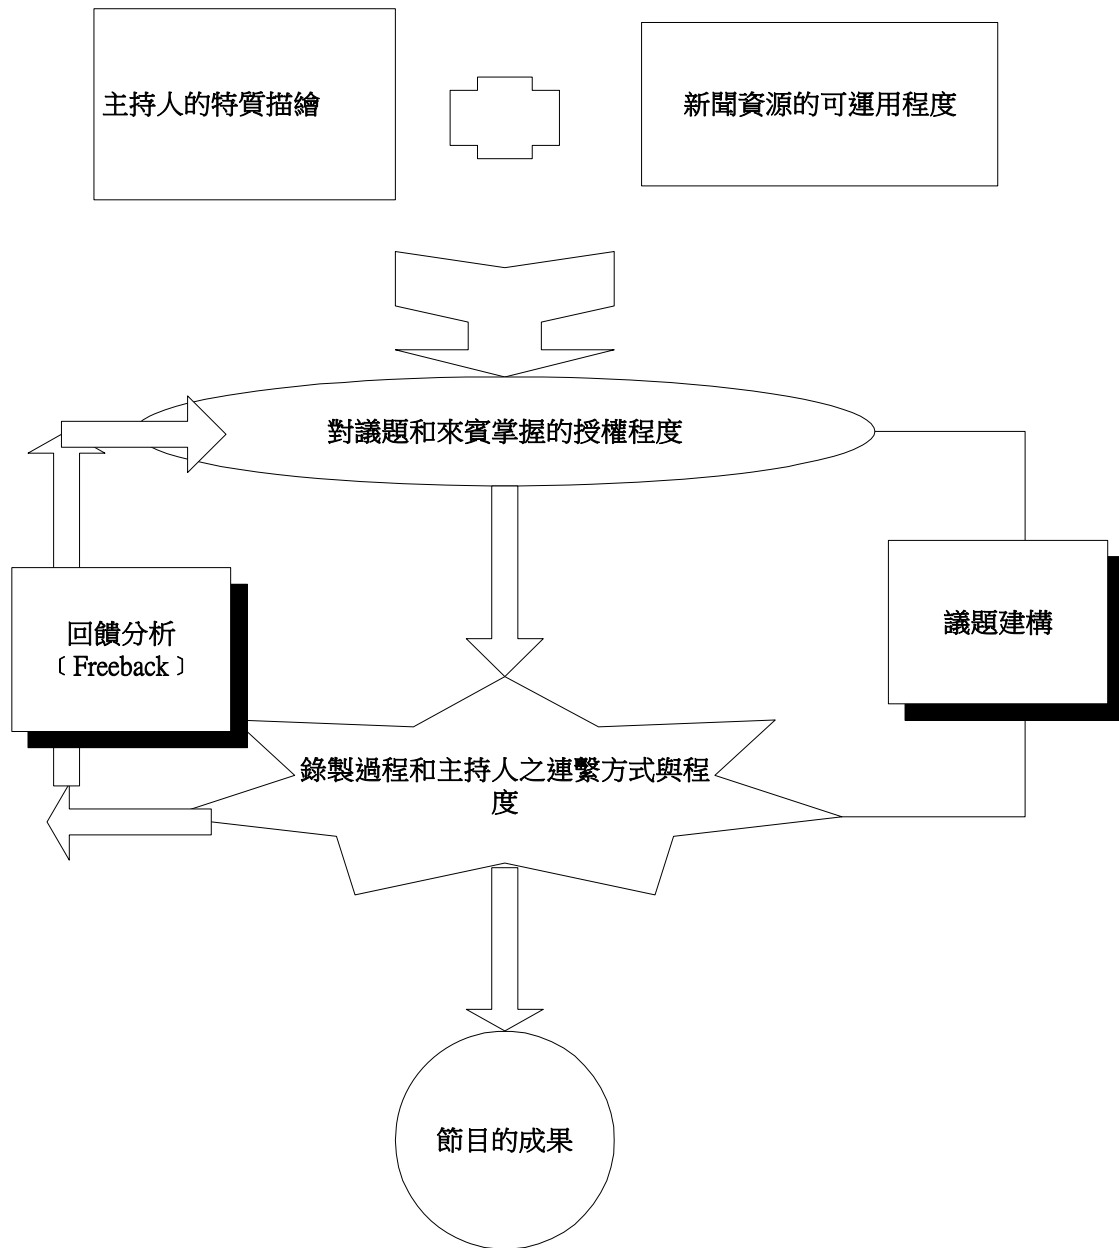 主持人的特質描繪
新聞資源的可運用程度
對議題和來賓掌握的授權程度
回饋分析
﹝Freeback﹞
議題建構
錄製過程和主持人之連繫方式與程
度
節目的成果